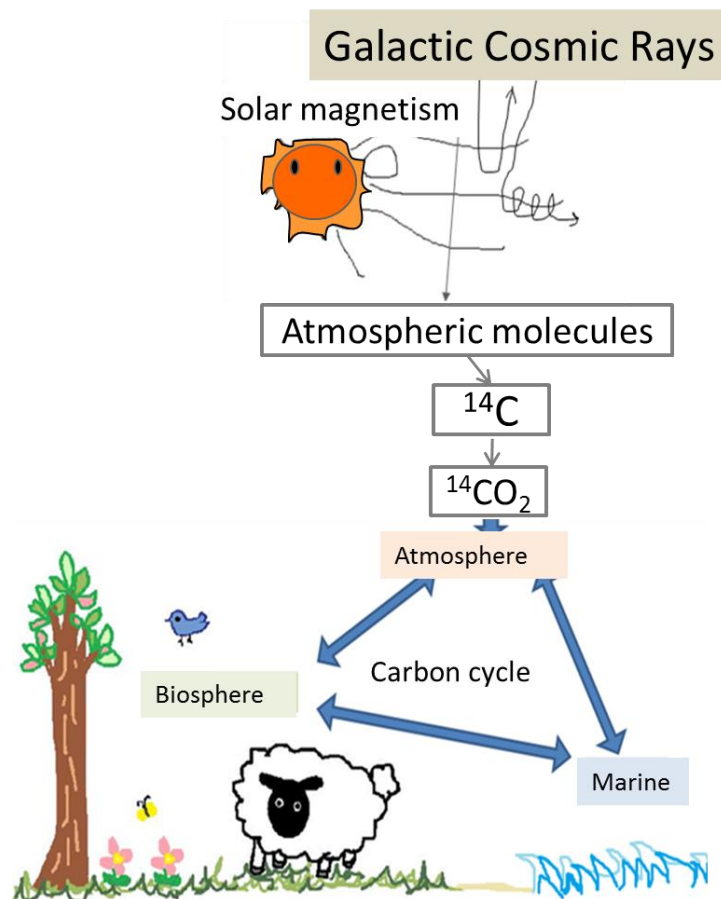 Galactic Cosmic Rays
Solar magnetism
Atmospheric molecules
¹⁴C
¹⁴CO₂
Atmosphere
Carbon cycle
Biosphere
Marine